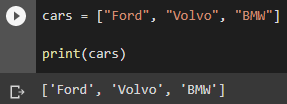 cars = ["Ford", "Volvo", "BMW"]
print(cars)
['Ford', 'Volvo', 'BMW']